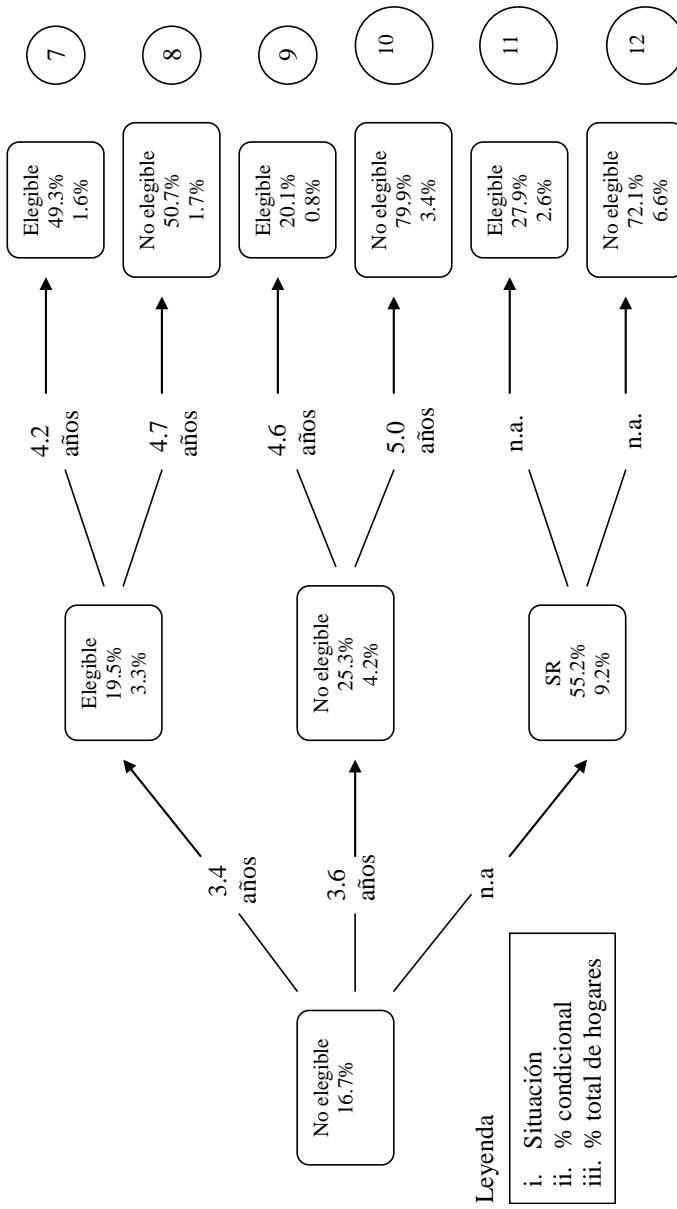 No elegible
16.7%
3.4
años
3.6
años
n.a
Elegible
19.5%
3.3%
No elegible
25.3%
4.2%
SR
55.2%
9.2%
4.2
años
4.7
años
4.6
años
5.0
años
n.a.
n.a.
Elegible
49.3%
1.6%
No elegible
50.7%
1.7%
Elegible
20.1%
0.8%
No elegible
79.9%
3.4%
Elegible
27.9%
2.6%
No elegible
72.1%
6.6%
7
8
9
10
11
12
Leyenda
i. Situación
ii. % condicional
iii. % total de hogares